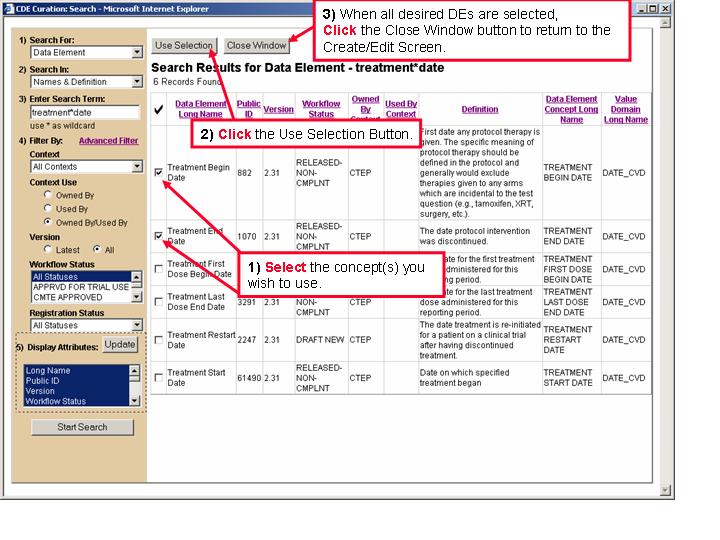 CDE Curation: Search - Microsoft Internet Explorer
3) When all desired DEs are selected,
Click the Close Window button to return to the
Create/Edit Screen.
1) Search For:
Data Element
2) Search In:
Names & Definition
3) Enter Search Term:
treatment*date
use * as wildcard
4) Filter By: Advanced Filter
Context
All Contexts
Context Use
Owned By
Used By
Owned By/Used By
Version
Latest All
Workflow Status
All Statuses
APPRVD FOR TRIAL USE
CMTE APPROVED
Registration Status
All Statuses
5) Display Attributes: Update
Long Name
Public ID
Version
Workflow Status
Start Search
Use Selection Close Window
Search Results for Data Element - treatment*date
6 Records Found
Data Element
Long Name
Public
ID
Version
Workflow
Status
Owned
By
Used By
Context
Definition
Data Element
Concept Long
Name
Value
Domain
Long Name
2) Click the Use Selection Button.
Treatment Begin
Date
882
2.31
RELEASED-
NON-
CMPLNT
CTEP
First date any protocol therapy is
given. The specific meaning of
protocol therapy should be
defined in the protocol and
generally would exclude
therapies given to any arms
which are incidental to the test
question (e.g., tamoxifen, XRT,
surgery, etc.).
TREATMENT
BEGIN DATE
DATE_CVD
Treatment End
Date
1070
2.31
RELEASED-
NON-
CMPLNT
CTEP
The date protocol intervention
was discontinued.
TREATMENT
END DATE
DATE_CVD
1) Select the concept(s) you
wish to use.
Treatment First
Dose Begin Date
ate for the first treatment
administered for this
period.
TREATMENT
FIRST DOSE
BEGIN DATE
DATE_CVD
Treatment Last
Dose End Date
3291
2.31
NON-
CMPLNT
CTEP
ate for the last treatment
dose administered for this
reporting period.
TREATMENT
LAST DOSE
END DATE
DATE_CVD
Treatment Restart
Date
2247
2.31
DRAFT NEW
CTEP
The date treatment is re-initiated
for a patient on a clinical trial
after having discontinued
treatment.
TREATMENT
RESTART
DATE
DATE_CVD
Treatment Start
Date
61490
2.31
RELEASED-
NON-
CMPLNT
CTEP
Date on which specified
treatment began
TREATMENT
START DATE
DATE_CVD